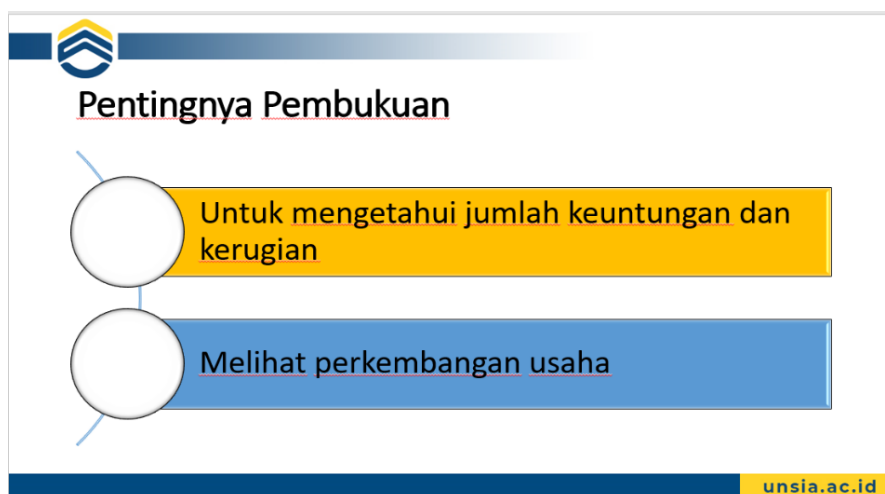 Pentingnya Pembukuan
Untuk mengetahui jumlah keuntungan dan
kerugian
Melihat perkembangan usaha
unsia.ac.id